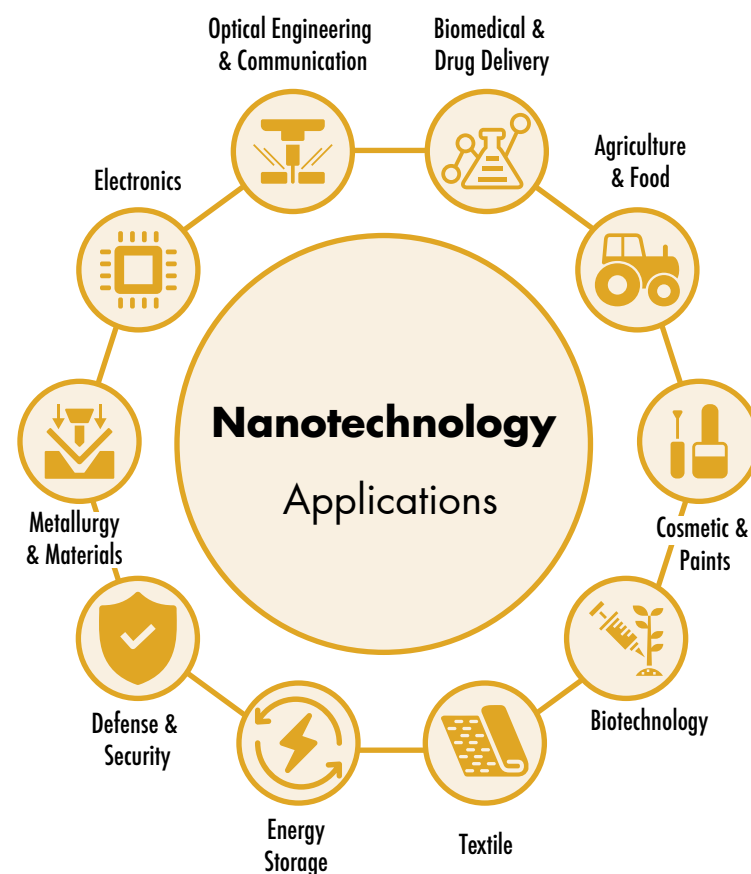 Optical Engineering
& Communication
Biomedical &
Drug Delivery
Agriculture
& Food
Electronics
Nanotechnology
Applications
Metallurgy
& Materials
Cosmetic &
Paints
Defense &
Security
Biotechnology
Energy
Storage
Textile